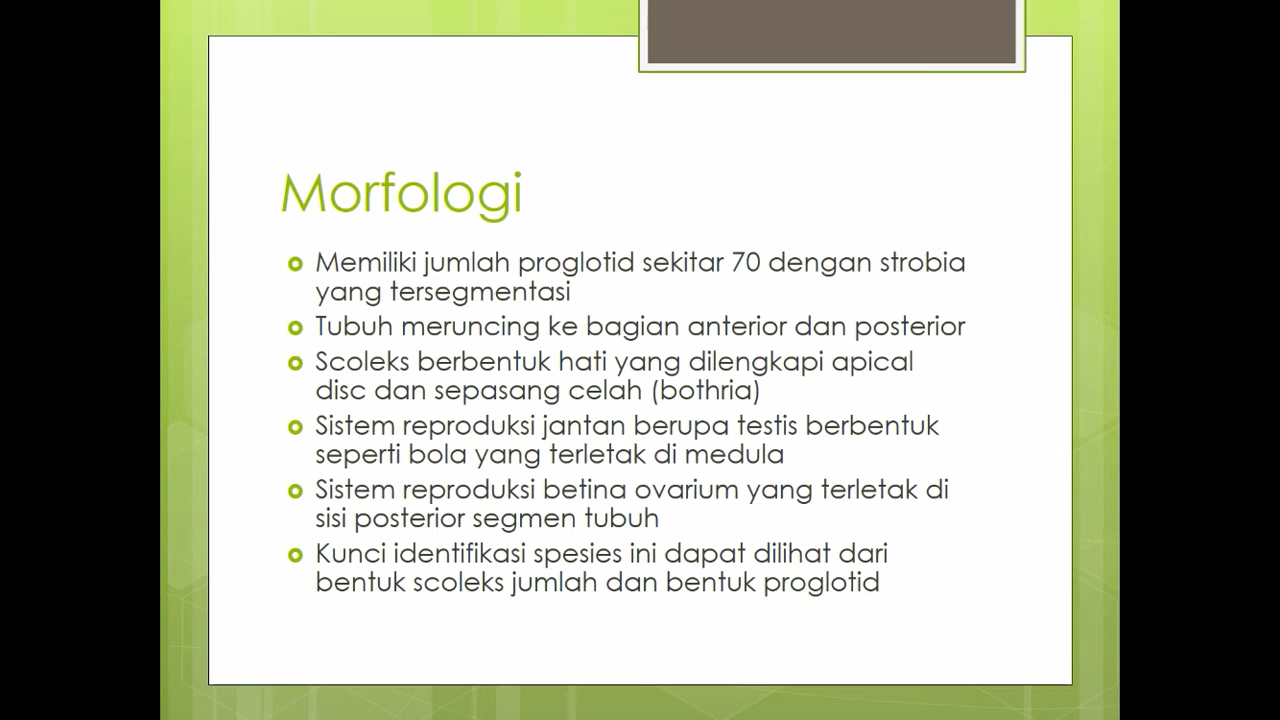 Morfologi
Memiliki jumlah proglotid sekitar 70 dengan strobia
yang tersegmentasi
Tubuh meruncing ke bagian anterior dan posterior
Scoleks berbentuk hati yang dilengkapi apical
disc dan sepasang celah (bothria)
Sistem reproduksi jantan berupa testis berbentuk
seperti bola yang terletak di medula
Sistem reproduksi betina ovarium yang terletak di
sisi posterior segmen tubuh
Kunci identifikasi spesies ini dapat dilihat dari
bentuk scoleks jumlah dan bentuk proglotid